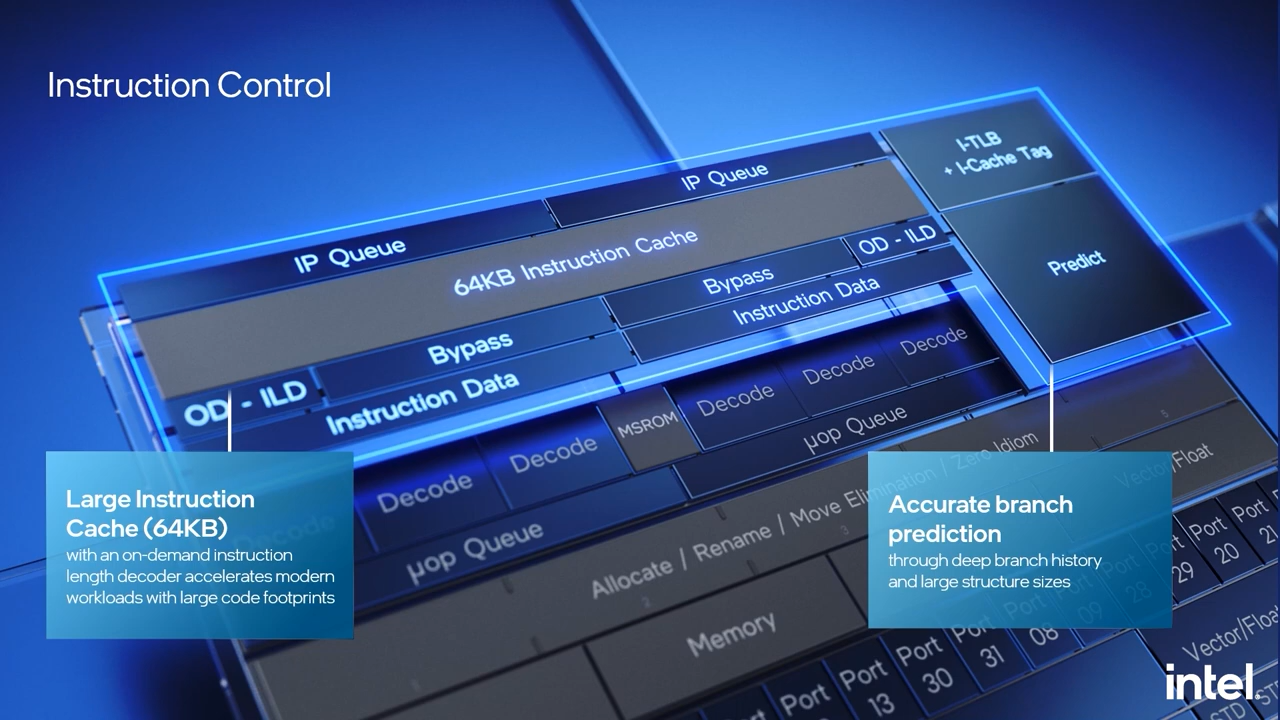 Instruction Control
I-TLB
+ I-Cache Tag
IP Queue
IP Queue
64KB Instruction Cache
OD - ILD
Predict
Bypass
Instruction Data
Bypass
OD - ILD
Instruction Data
Decode
Decode
Decode
MSROM
Decode
Decode
Decode
µop Queue
µop Queue
Allocate / Rename / Move Elimination / Zero Idiom
Vector/Float
Memory
Large Instruction
Cache (64KB)
with an on-demand instruction
length decoder accelerates modern
workloads with large code footprints
Accurate branch
prediction
through deep branch history
and large structure sizes
Port
13
Port
30
Port
31
Port
08
Port
09
Port
28
Port
29
Port
20
Port
21
Vector/Float
STD
intel.